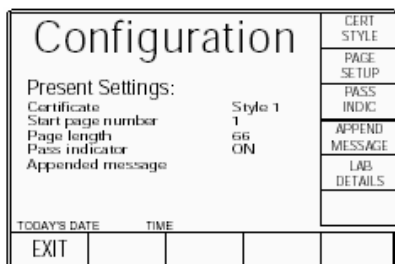 Configuration
Present Settings:
Certificate Style 1
Start page number 1
Page length 66
Pass indicator ON
Appended message
TODAY'S DATE TIME
EXIT
CERT
STYLE
PAGE
SETUP
PASS
INDIC
APPEND
MESSAGE
LAB
DETAILS